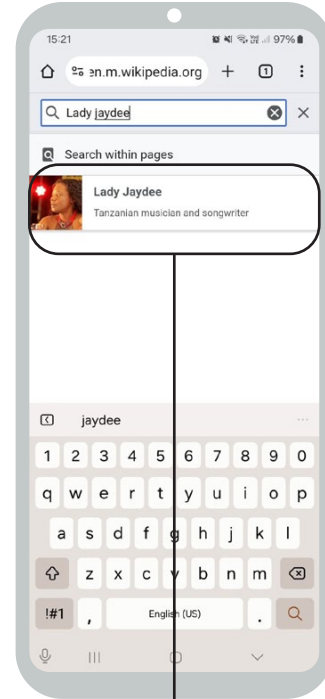 15:21 97%
en.m.wikipedia.org 1
Lady jaydee
Search within pages
Lady Jaydee
Tanzanian musician and songwriter
jaydee ...
1 2 3 4 5 6 7 8 9 0
q w e r t y u i o p
a s d f g h j k l
z x c v b n m
!#1 , English (US) .